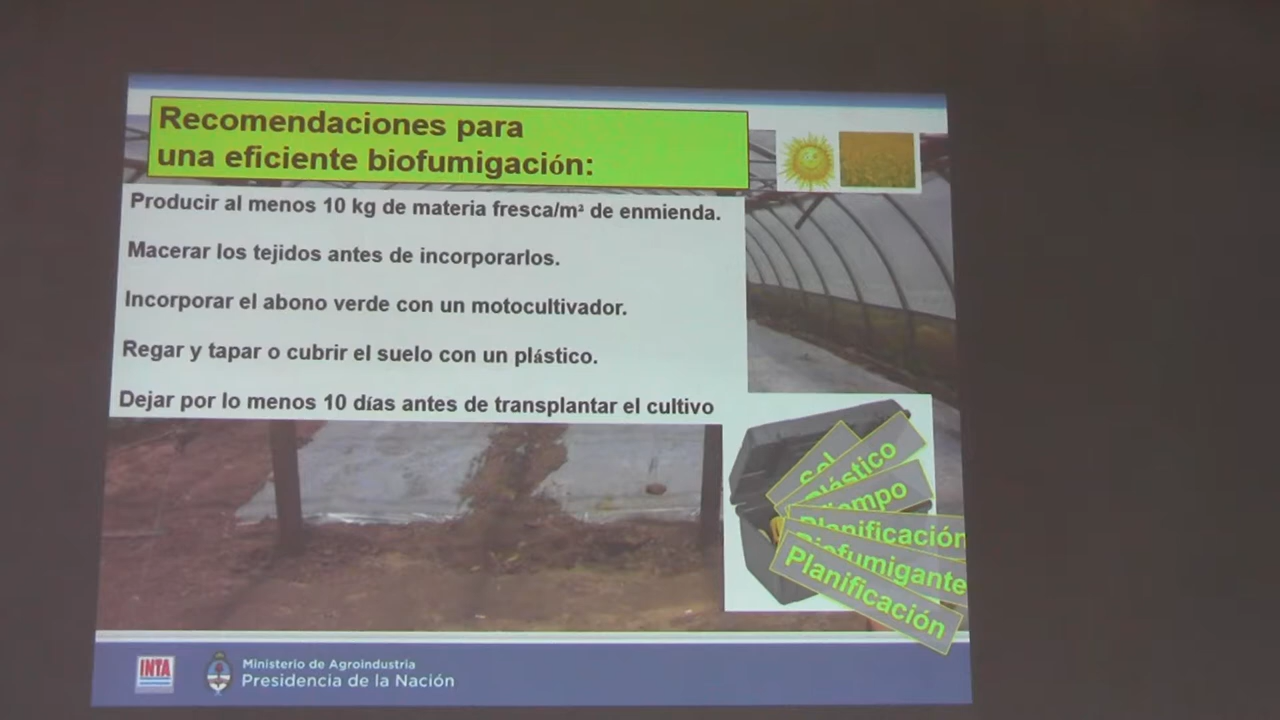 Recomendaciones para
una eficiente biofumigación:
Producir al menos 10 kg de materia fresca/m² de enmienda.
Macerar los tejidos antes de incorporarlos.
Incorporar el abono verde con un motocultivador.
Regar y tapar o cubrir el suelo con un plástico.
Dejar por lo menos 10 días antes de transplantar el cultivo
Sol
Plástico
Tiempo
Planificación
Biofumigante
Planificación
INTA
Ministerio de Agroindustria
Presidencia de la Nación